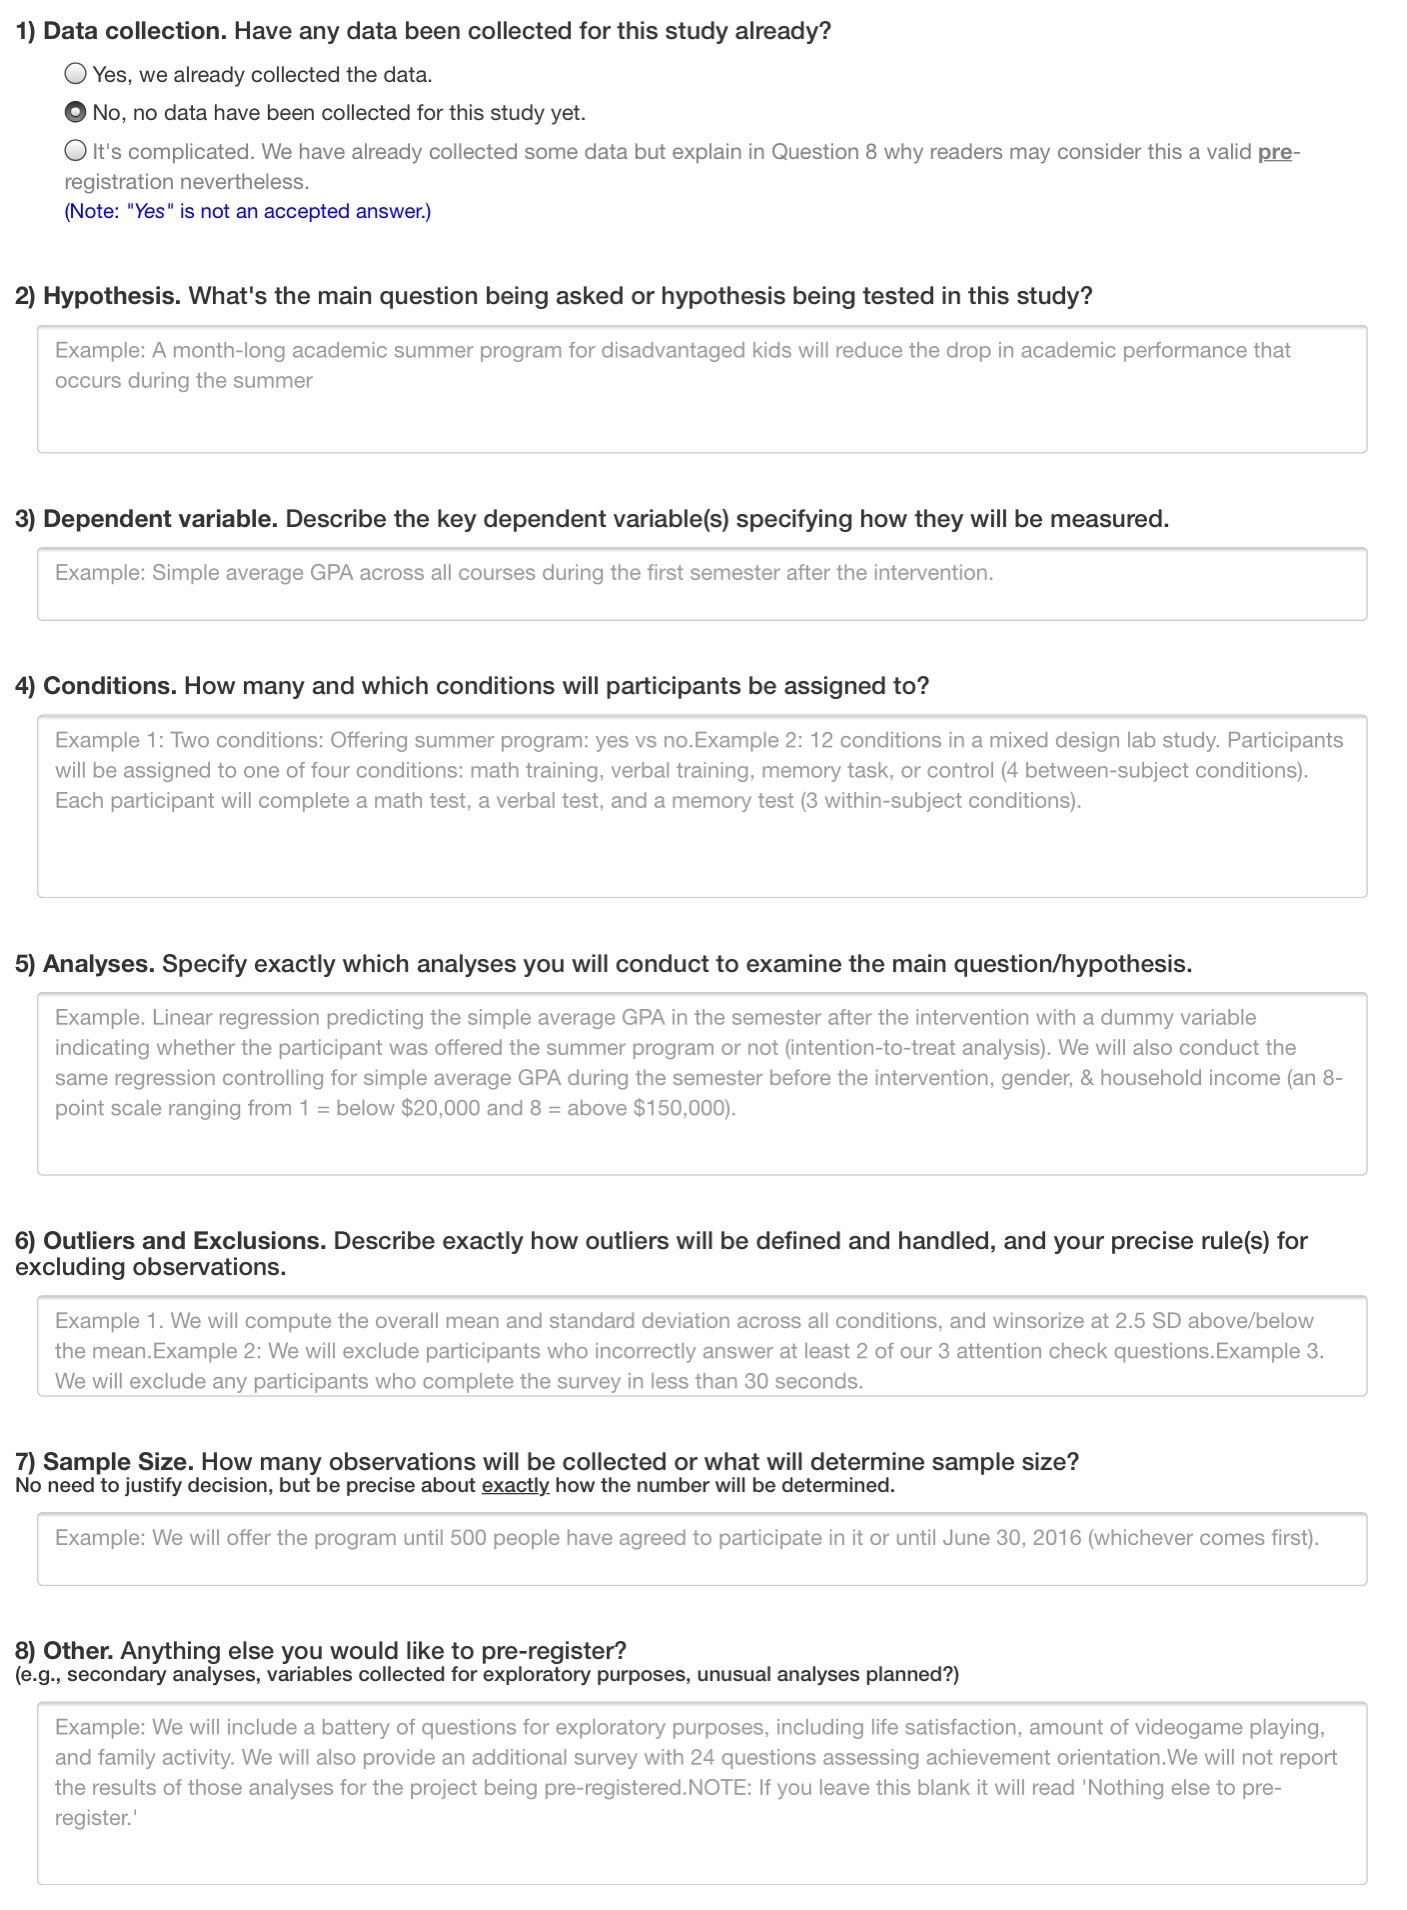 1) Data collection. Have any data been collected for this study already?
Yes, we already collected the data.
No, no data have been collected for this study yet.
It's complicated. We have already collected some data but explain in Question 8 why readers may consider this a valid pre-
registration nevertheless.
(Note: "Yes" is not an accepted answer.)
2) Hypothesis. What's the main question being asked or hypothesis being tested in this study?
Example: A month-long academic summer program for disadvantaged kids will reduce the drop in academic performance that
occurs during the summer
3) Dependent variable. Describe the key dependent variable(s) specifying how they will be measured.
Example: Simple average GPA across all courses during the first semester after the intervention.
4) Conditions. How many and which conditions will participants be assigned to?
Example 1: Two conditions: Offering summer program: yes vs no.Example 2: 12 conditions in a mixed design lab study. Participants
will be assigned to one of four conditions: math training, verbal training, memory task, or control (4 between-subject conditions).
Each participant will complete a math test, a verbal test, and a memory test (3 within-subject conditions).
5) Analyses. Specify exactly which analyses you will conduct to examine the main question/hypothesis.
Example. Linear regression predicting the simple average GPA in the semester after the intervention with a dummy variable
indicating whether the participant was offered the summer program or not (intention-to-treat analysis). We will also conduct the
same regression controlling for simple average GPA during the semester before the intervention, gender, & household income (an 8-
point scale ranging from 1 = below $20,000 and 8 = above $150,000).
6) Outliers and Exclusions. Describe exactly how outliers will be defined and handled, and your precise rule(s) for
excluding observations.
Example 1. We will compute the overall mean and standard deviation across all conditions, and winsorize at 2.5 SD above/below
the mean.Example 2: We will exclude participants who incorrectly answer at least 2 of our 3 attention check questions.Example 3.
We will exclude any participants who complete the survey in less than 30 seconds.
7) Sample Size. How many observations will be collected or what will determine sample size?
No need to justify decision, but be precise about exactly how the number will be determined.
Example: We will offer the program until 500 people have agreed to participate in it or until June 30, 2016 (whichever comes first).
8) Other. Anything else you would like to pre-register?
(e.g., secondary analyses, variables collected for exploratory purposes, unusual analyses planned?)
Example: We will include a battery of questions for exploratory purposes, including life satisfaction, amount of videogame playing,
and family activity. We will also provide an additional survey with 24 questions assessing achievement orientation.We will not report
the results of those analyses for the project being pre-registered.NOTE: If you leave this blank it will read 'Nothing else to pre-
register.'